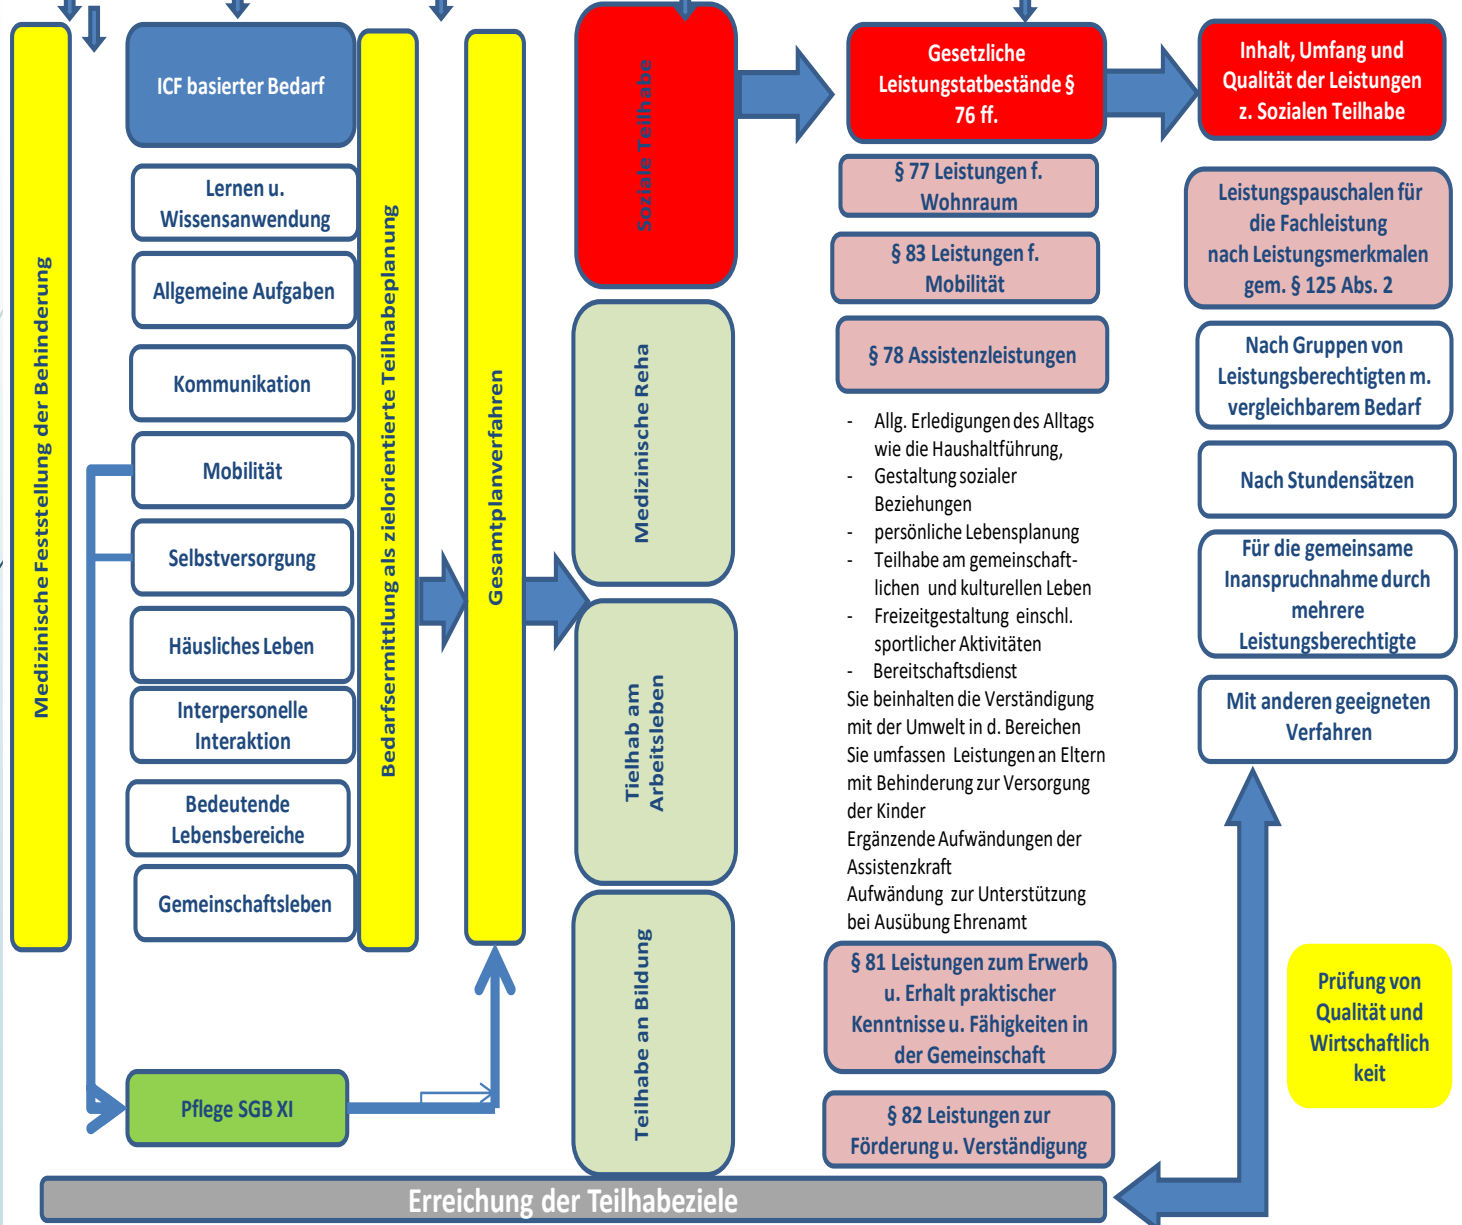 Medizinische Feststellung der Behinderung
ICF basierter Bedarf
Lernen u.
Wissensanwendung
Allgemeine Aufgaben
Kommunikation
Mobilität
Selbstversorgung
Häusliches Leben
Interpersonelle
Interaktion
Bedeutende
Lebensbereiche
Gemeinschaftsleben
Pflege SGB XI
Bedarfsermittlung als zielorientierte Teilhabeplanung
Gesamtplanverfahren
Soziale Teilhabe
Medizinische Reha
Tielhab am
Arbeitsleben
Teilhabe an Bildung
Gesetzliche
Leistungstatbestände §
76 ff.
§ 77 Leistungen f.
Wohnraum
§ 83 Leistungen f.
Mobilität
§ 78 Assistenzleistungen
- Allg. Erledigungen des Alltags
wie die Haushaltführung,
- Gestaltung sozialer
Beziehungen
- persönliche Lebensplanung
- Teilhabe am gemeinschaft-
lichen und kulturellen Leben
- Freizeitgestaltung einschl.
sportlicher Aktivitäten
- Bereitschaftsdienst
Sie beinhalten die Verständigung
mit der Umwelt in d. Bereichen
Sie umfassen Leistungen an Eltern
mit Behinderung zur Versorgung
der Kinder
Ergänzende Aufwändungen der
Assistenzkraft
Aufwändung zur Unterstützung
bei Ausübung Ehrenamt
§ 81 Leistungen zum Erwerb
u. Erhalt praktischer
Kenntnisse u. Fähigkeiten in
der Gemeinschaft
§ 82 Leistungen zur
Förderung u. Verständigung
Inhalt, Umfang und
Qualität der Leistungen
z. Sozialen Teilhabe
Leistungspauschalen für
die Fachleistung
nach Leistungsmerkmalen
gem. § 125 Abs. 2
Nach Gruppen von
Leistungsberechtigten m.
vergleichbarem Bedarf
Nach Stundensätzen
Für die gemeinsame
Inanspruchnahme durch
mehrere
Leistungsberechtigte
Mit anderen geeigneten
Verfahren
Prüfung von
Qualität und
Wirtschaftlich
keit
Erreichung der Teilhabeziele